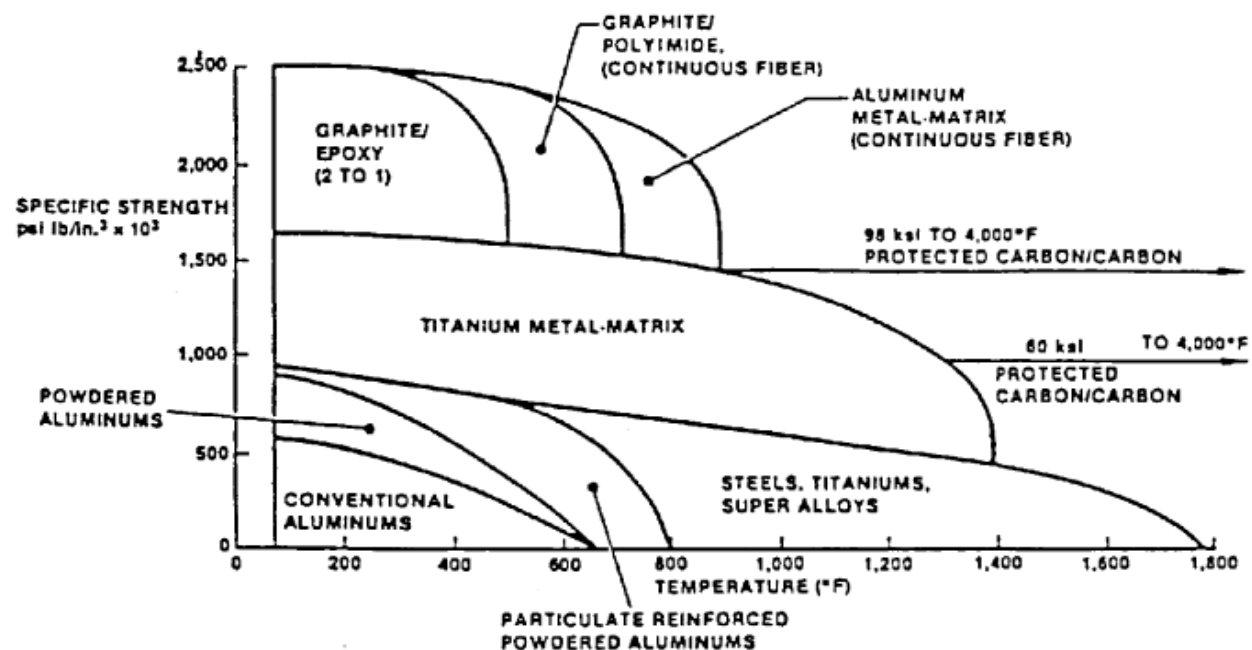 GRAPHITE/
POLYIMIDE,
(CONTINUOUS FIBER)
2,500
ALUMINUM
METAL-MATRIX
(CONTINUOUS FIBER)
GRAPHITE/
EPOXY
(2 TO 1)
2,000
SPECIFIC STRENGTH
psi lb/in.³ x 10³
98 ksi TO 4,000°F
PROTECTED CARBON/CARBON
1,500
TITANIUM METAL-MATRIX
1,000
60 ksi TO 4,000°F
PROTECTED
CARBON/CARBON
POWDERED
ALUMINUMS
500
STEELS, TITANIUMS,
SUPER ALLOYS
CONVENTIONAL
ALUMINUMS
0
0 200 400 600 800 1,000 1,200 1,400 1,600 1,800
TEMPERATURE (°F)
PARTICULATE REINFORCED
POWDERED ALUMINUMS